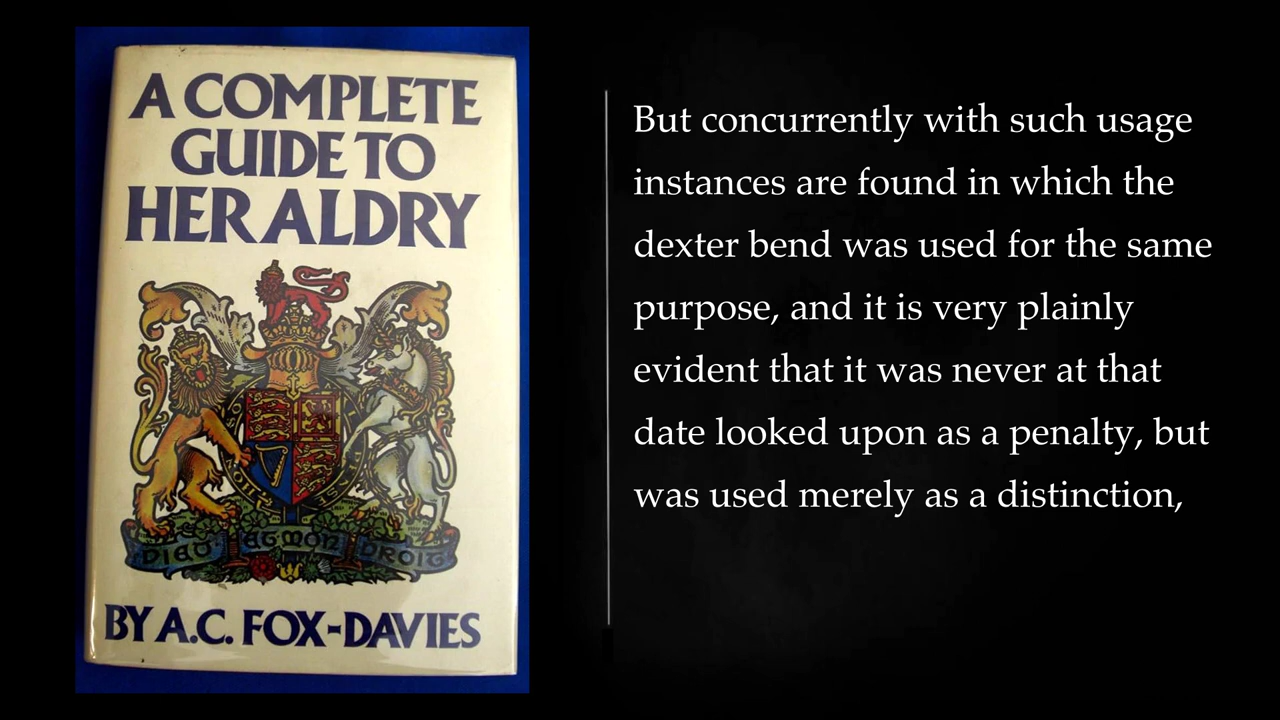 A COMPLETE
GUIDE TO
HERALDRY
DIEU ET MON DROIT
BY A.C. FOX-DAVIES
But concurrently with such usage
instances are found in which the
dexter bend was used for the same
purpose, and it is very plainly
evident that it was never at that
date looked upon as a penalty, but
was used merely as a distinction,